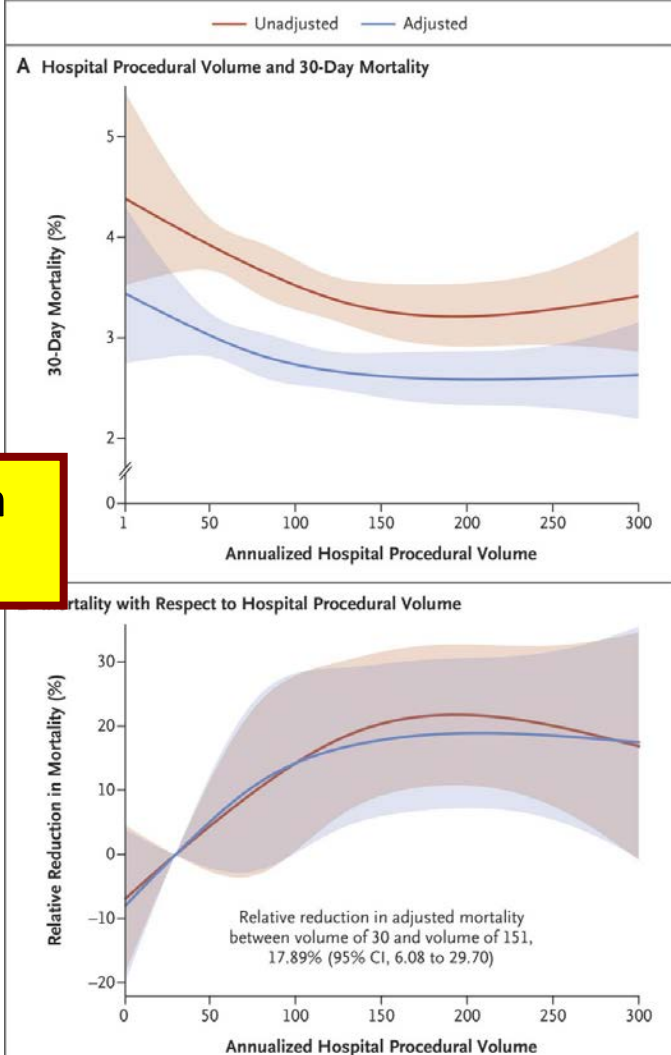 Unadjusted Adjusted
A Hospital Procedural Volume and 30-Day Mortality
30-Day Mortality (%)
5
4
3
2
0
1 50 100 150 200 250 300
Annualized Hospital Procedural Volume
rtality with Respect to Hospital Procedural Volume
Relative Reduction in Mortality (%)
30
20
10
0
−10
−20
Relative reduction in adjusted mortality
between volume of 30 and volume of 151,
17.89% (95% CI, 6.08 to 29.70)
0 50 100 150 200 250 300
Annualized Hospital Procedural Volume